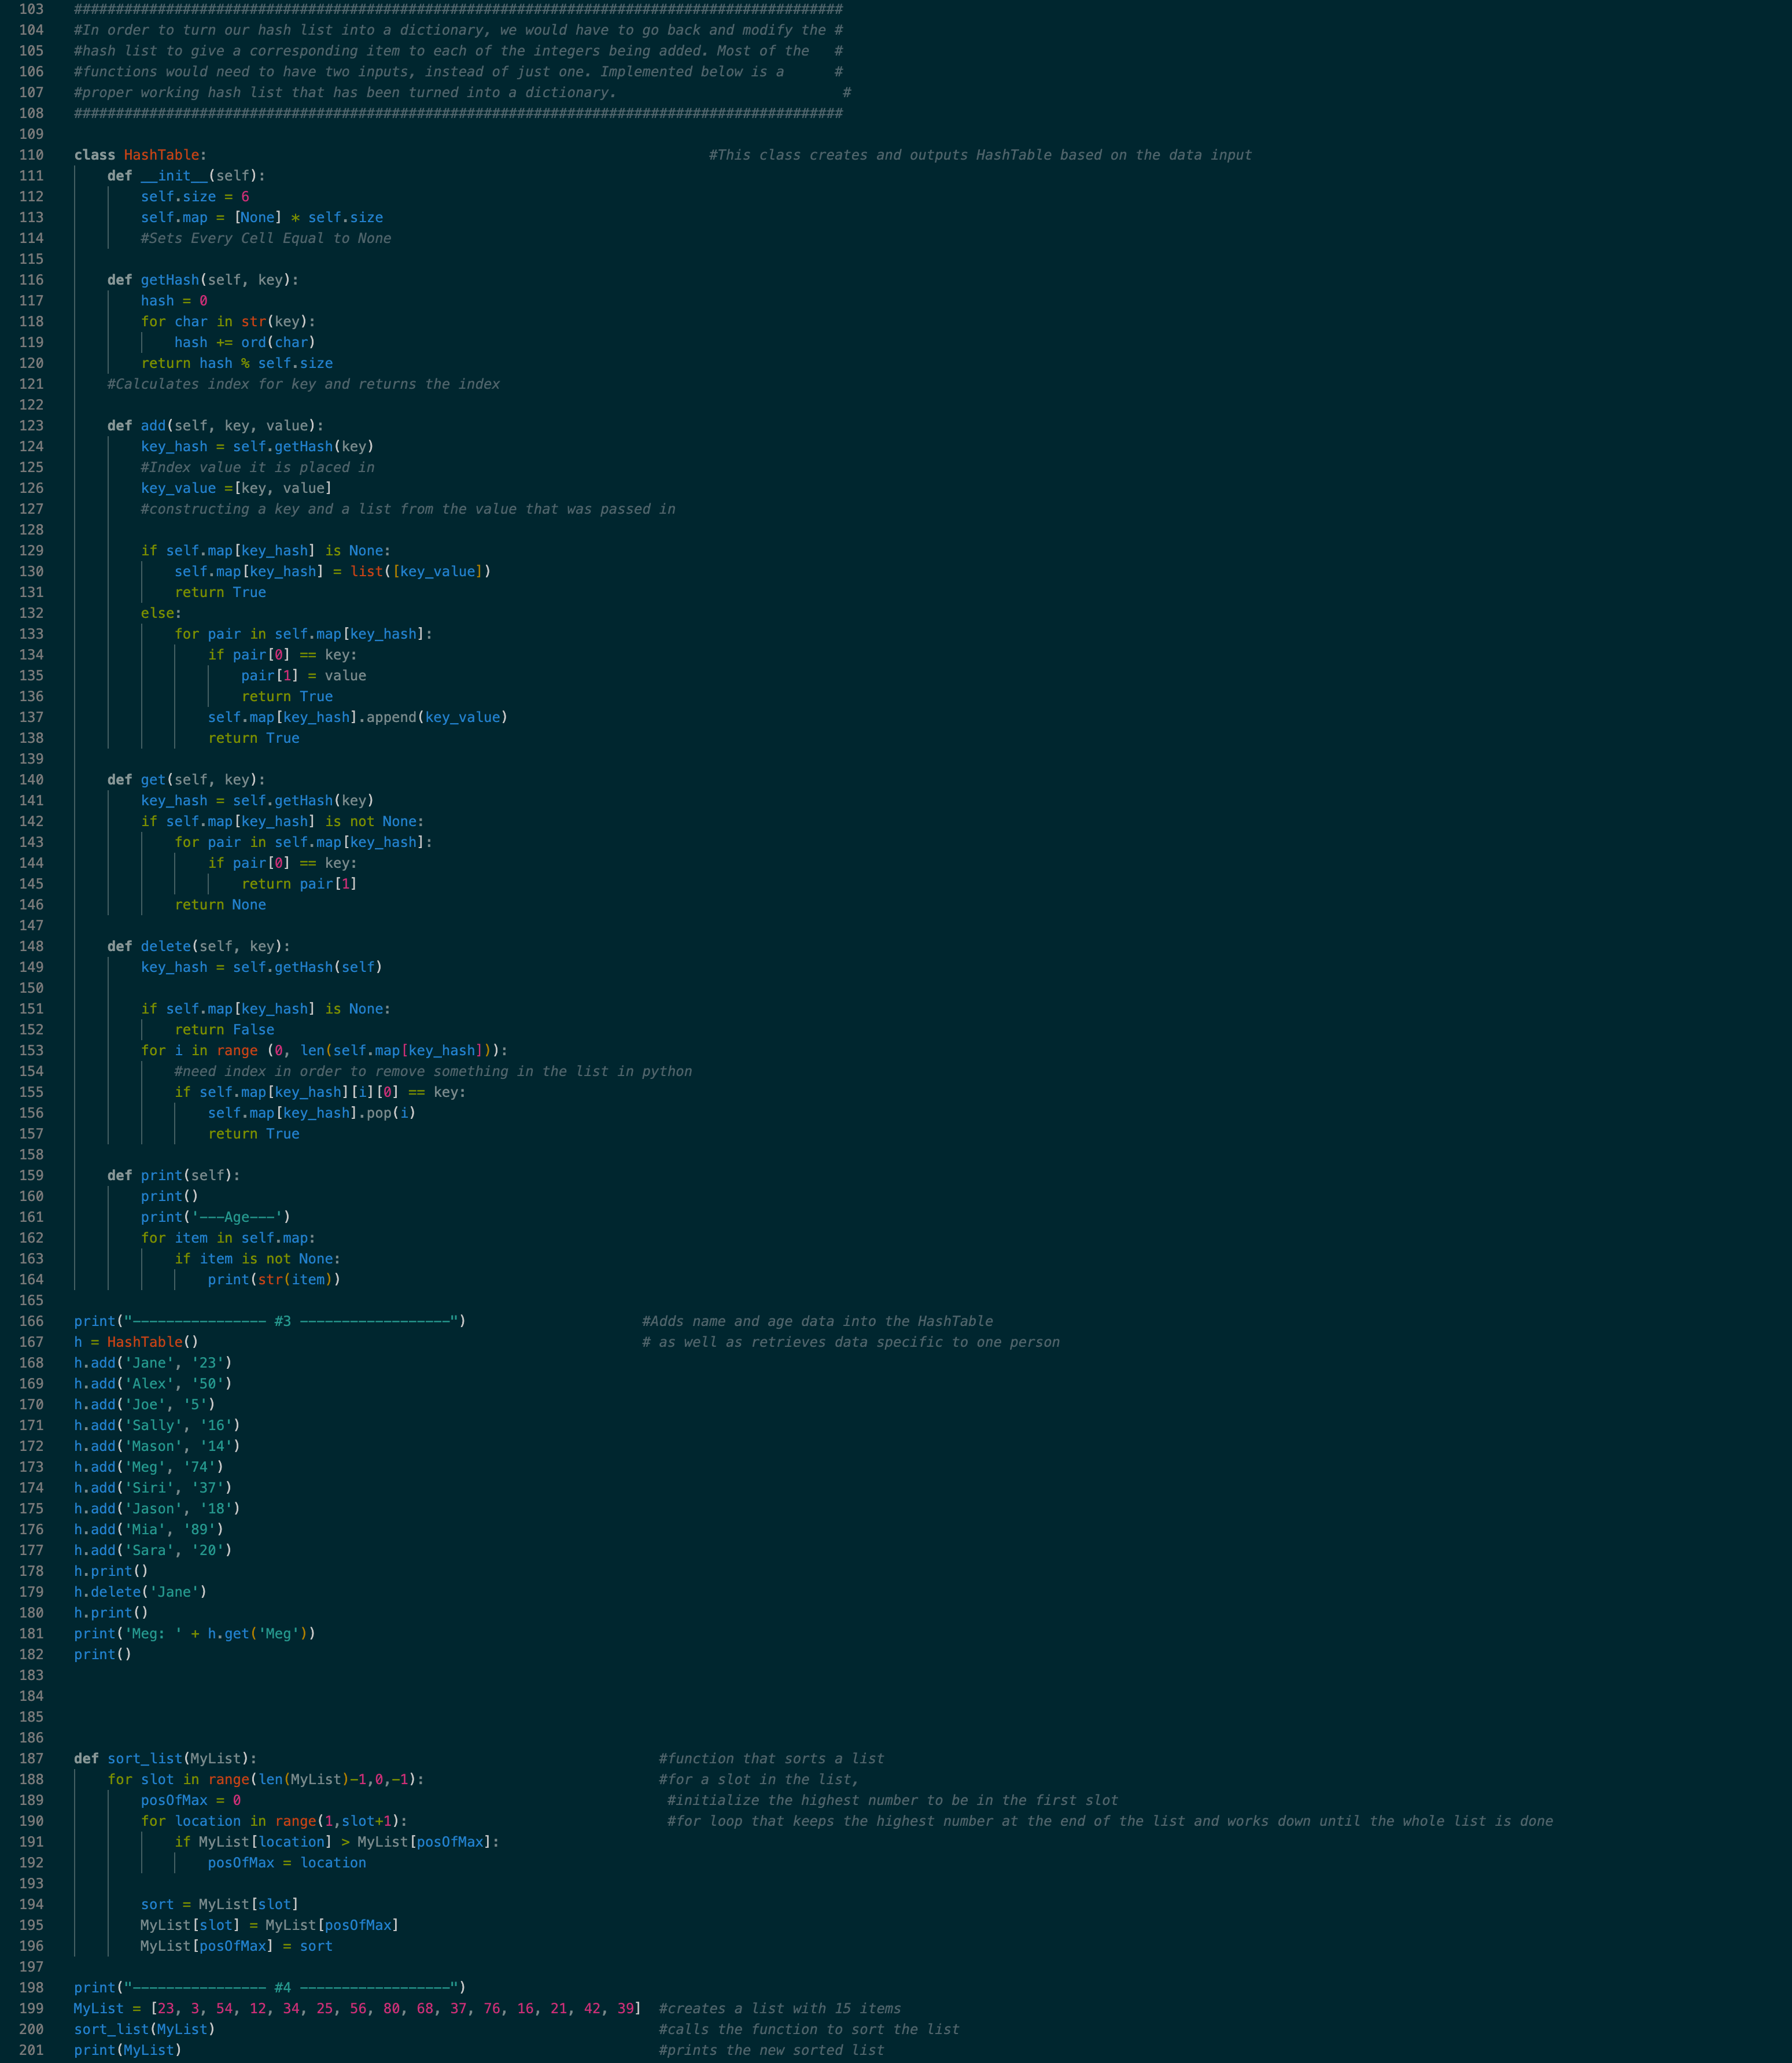 103 ############################################################################################
104 #In order to turn our hash list into a dictionary, we would have to go back and modify the #
105 #hash list to give a corresponding item to each of the integers being added. Most of the   #
106 #functions would need to have two inputs, instead of just one. Implemented below is a      #
107 #proper working hash list that has been turned into a dictionary.                           #
108 ############################################################################################
109
110 class HashTable: #This class creates and outputs HashTable based on the data input
111     def __init__(self):
112         self.size = 6
113         self.map = [None] * self.size
114         #Sets Every Cell Equal to None
115
116     def getHash(self, key):
117         hash = 0
118         for char in str(key):
119             hash += ord(char)
120         return hash % self.size
121     #Calculates index for key and returns the index
122
123     def add(self, key, value):
124         key_hash = self.getHash(key)
125         #Index value it is placed in
126         key_value =[key, value]
127         #constructing a key and a list from the value that was passed in
128
129         if self.map[key_hash] is None:
130             self.map[key_hash] = list([key_value])
131             return True
132         else:
133             for pair in self.map[key_hash]:
134                 if pair[0] == key:
135                     pair[1] = value
136                     return True
137                 self.map[key_hash].append(key_value)
138                 return True
139
140     def get(self, key):
141         key_hash = self.getHash(key)
142         if self.map[key_hash] is not None:
143             for pair in self.map[key_hash]:
144                 if pair[0] == key:
145                     return pair[1]
146             return None
147
148     def delete(self, key):
149         key_hash = self.getHash(self)
150
151         if self.map[key_hash] is None:
152             return False
153         for i in range (0, len(self.map[key_hash])):
154             #need index in order to remove something in the list in python
155             if self.map[key_hash][i][0] == key:
156                 self.map[key_hash].pop(i)
157                 return True
158
159     def print(self):
160         print()
161         print('---Age---')
162         for item in self.map:
163             if item is not None:
164                 print(str(item))
165
166 print("---------------- #3 ------------------") #Adds name and age data into the HashTable
167 h = HashTable() # as well as retrieves data specific to one person
168 h.add('Jane', '23')
169 h.add('Alex', '50')
170 h.add('Joe', '5')
171 h.add('Sally', '16')
172 h.add('Mason', '14')
173 h.add('Meg', '74')
174 h.add('Siri', '37')
175 h.add('Jason', '18')
176 h.add('Mia', '89')
177 h.add('Sara', '20')
178 h.print()
179 h.delete('Jane')
180 h.print()
181 print('Meg: ' + h.get('Meg'))
182 print()
183
184
185
186
187 def sort_list(MyList): #function that sorts a list
188     for slot in range(len(MyList)-1,0,-1): #for a slot in the list,
189         posOfMax = 0 #initialize the highest number to be in the first slot
190         for location in range(1,slot+1): #for loop that keeps the highest number at the end of the list and works down until the whole list is done
191             if MyList[location] > MyList[posOfMax]:
192                 posOfMax = location
193
194         sort = MyList[slot]
195         MyList[slot] = MyList[posOfMax]
196         MyList[posOfMax] = sort
197
198 print("---------------- #4 ------------------")
199 MyList = [23, 3, 54, 12, 34, 25, 56, 80, 68, 37, 76, 16, 21, 42, 39] #creates a list with 15 items
200 sort_list(MyList) #calls the function to sort the list
201 print(MyList) #prints the new sorted list